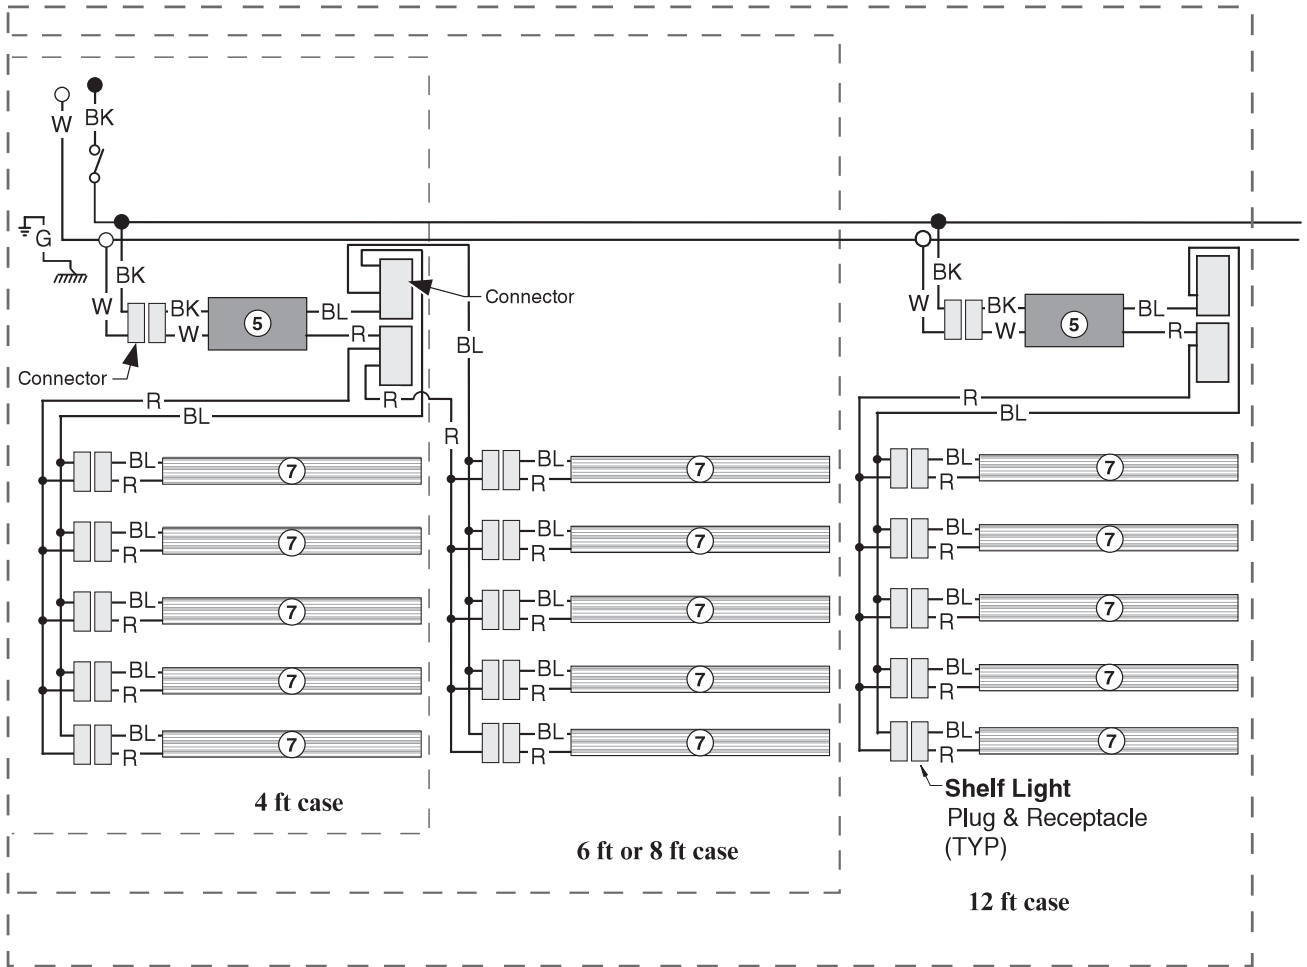 W
BK
G
BK
W
BK
W
5
BL
R
Connector
Connector
BL
R
BL
R
R
BK
W
BK
W
5
BL
R
R
BL
BL
R
7
BL
R
7
BL
R
7
BL
R
7
BL
R
7
BL
R
7
BL
R
7
BL
R
7
BL
R
7
BL
R
7
BL
R
7
BL
R
7
BL
R
7
BL
R
7
BL
R
7
4 ft case
6 ft or 8 ft case
Shelf Light
Plug & Receptacle
(TYP)
12 ft case